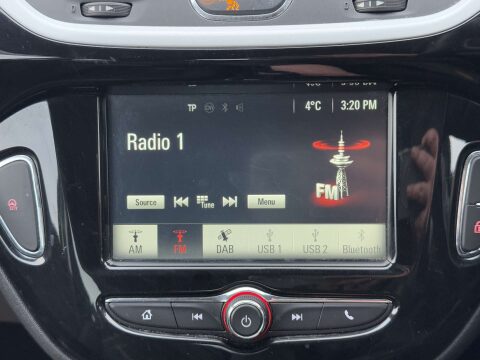 TP 4°C 3:20 PM
Radio 1
FM
Source Tune Menu
AM FM DAB USB 1 USB 2 Bluetooth